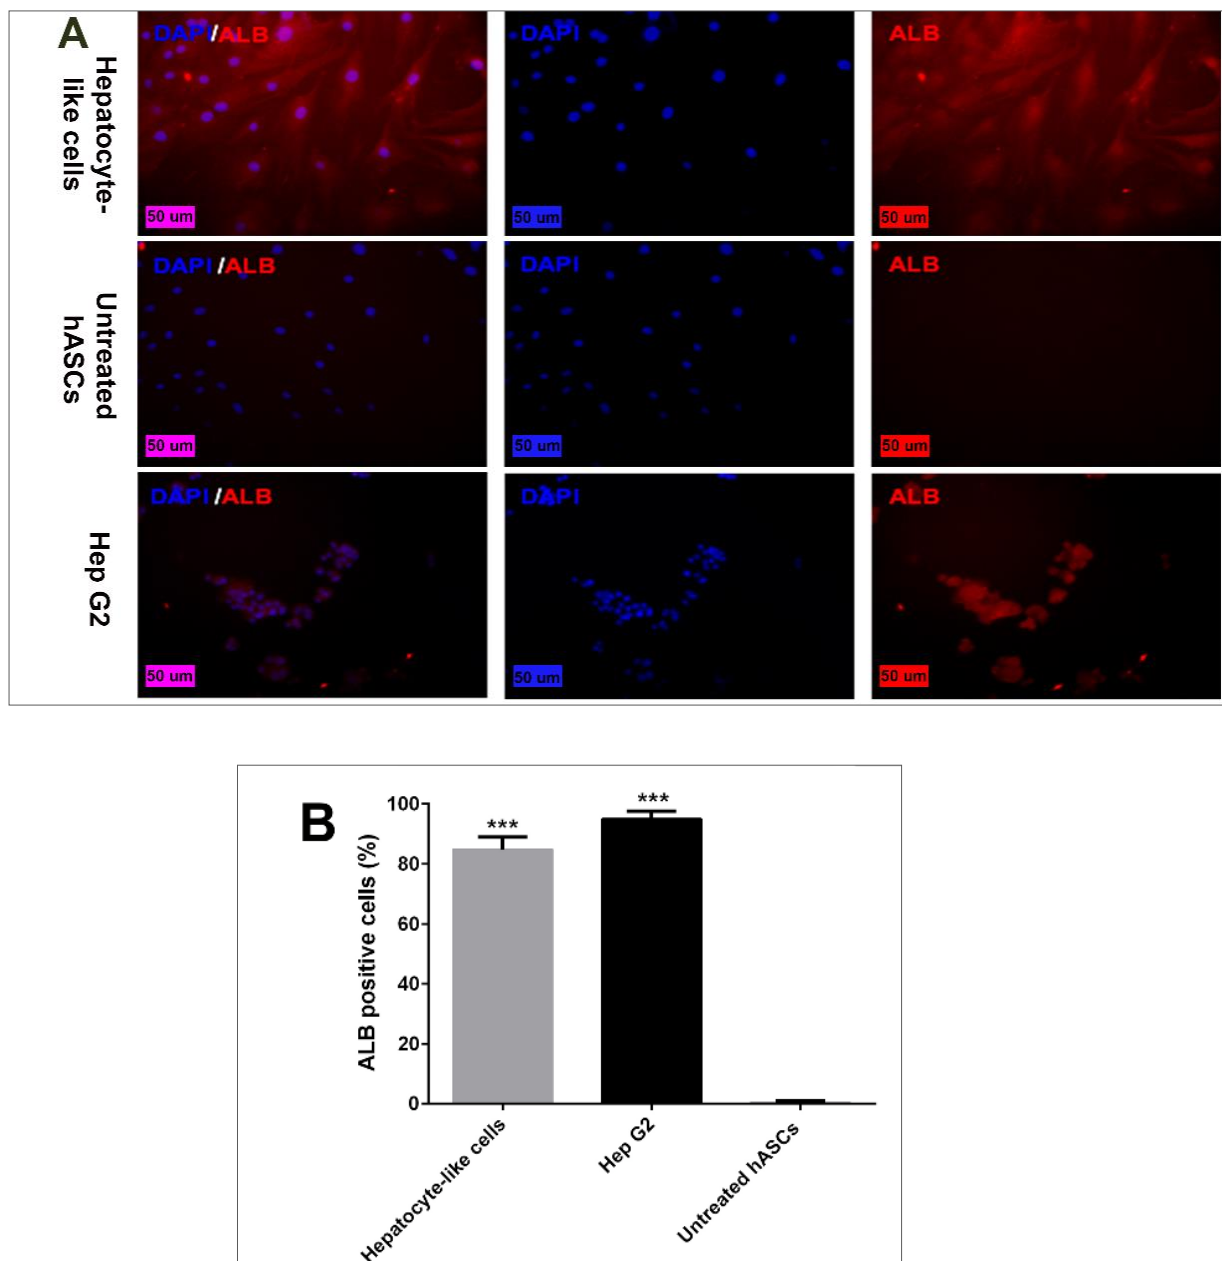 A
Hepatocyte-
like cells
DAPI/ALB
50 um
DAPI
50 um
ALB
50 um
Untreated
hASCs
DAPI /ALB
50 um
DAPI
50 um
ALB
50 um
Hep G2
DAPI /ALB
50 um
DAPI
50 um
ALB
50 um
B
ALB positive cells (%)
100
80
60
40
20
0
***
***
Hepatocyte-like cells
Hep G2
Untreated hASCs